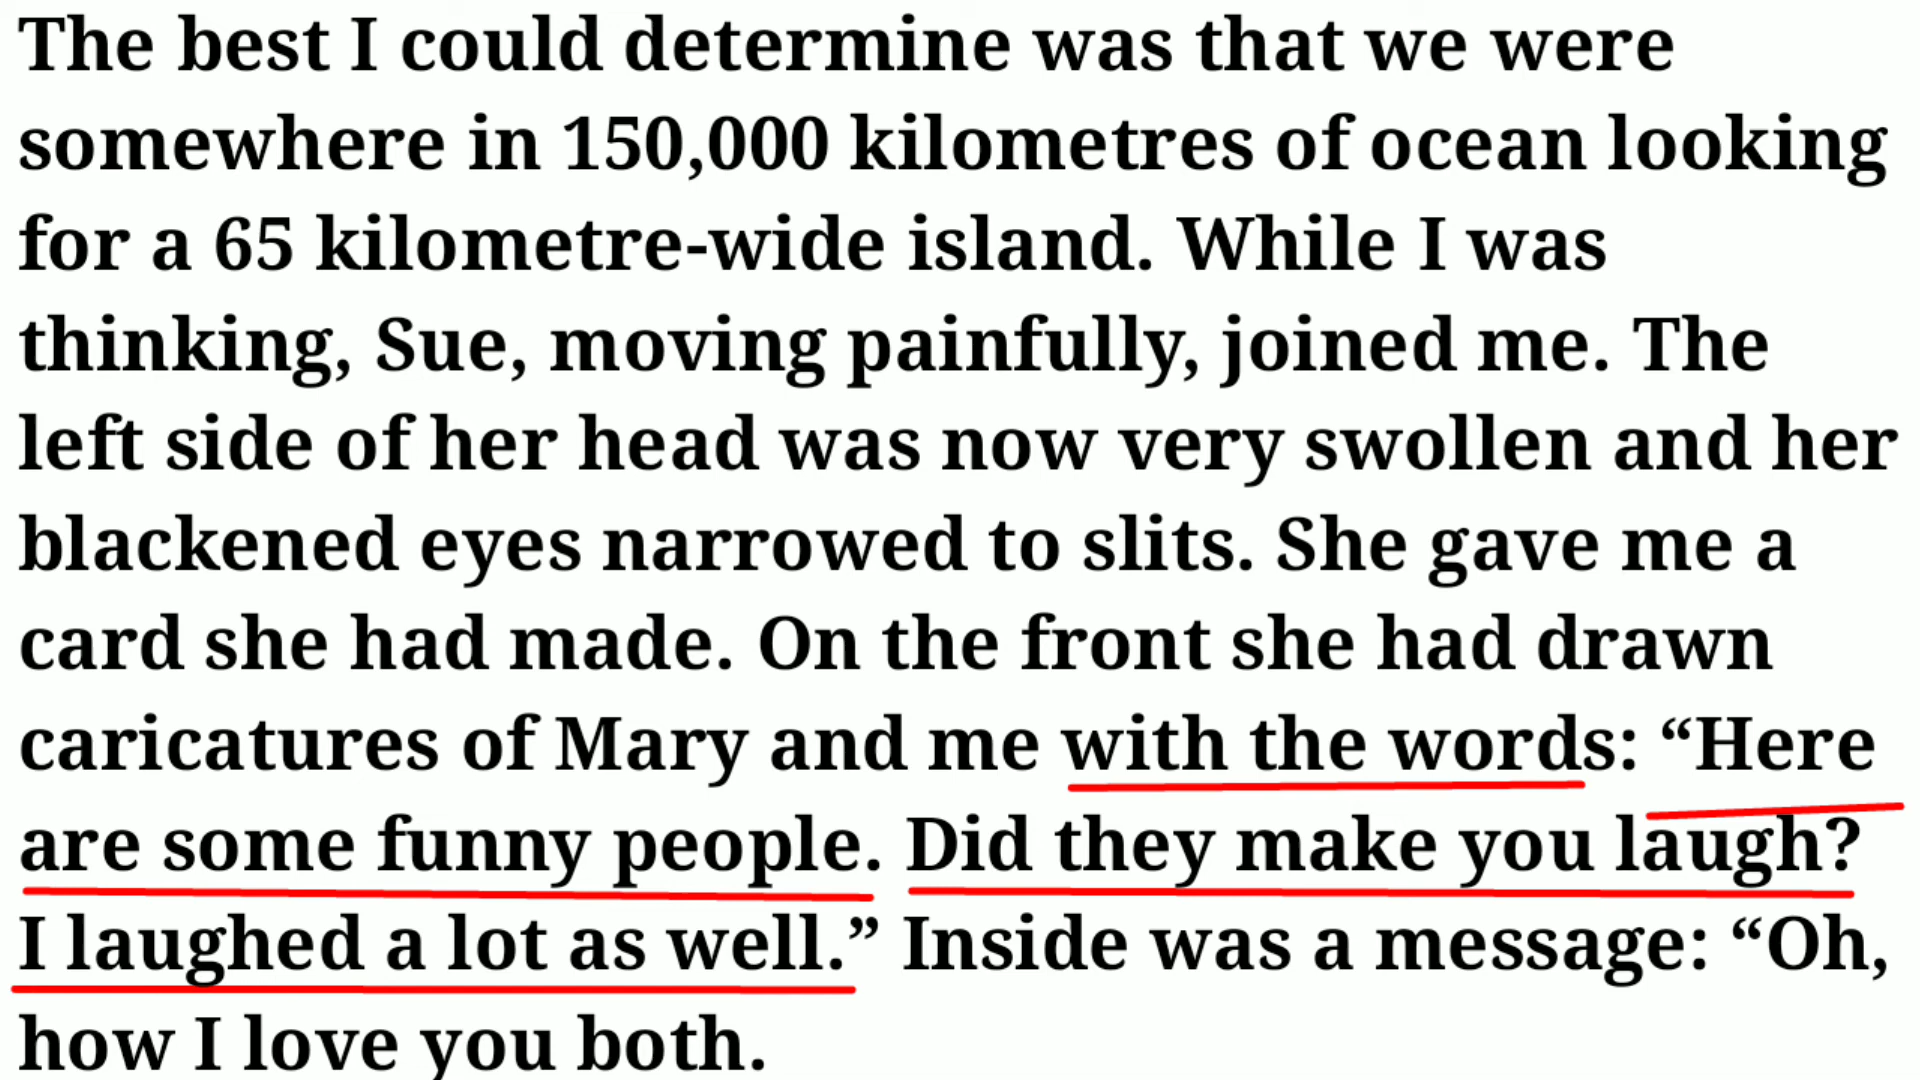 The best I could determine was that we were
somewhere in 150,000 kilometres of ocean looking
for a 65 kilometre-wide island. While I was
thinking, Sue, moving painfully, joined me. The
left side of her head was now very swollen and her
blackened eyes narrowed to slits. She gave me a
card she had made. On the front she had drawn
caricatures of Mary and me with the words: “Here
are some funny people. Did they make you laugh?
I laughed a lot as well.” Inside was a message: “Oh,
how I love you both.